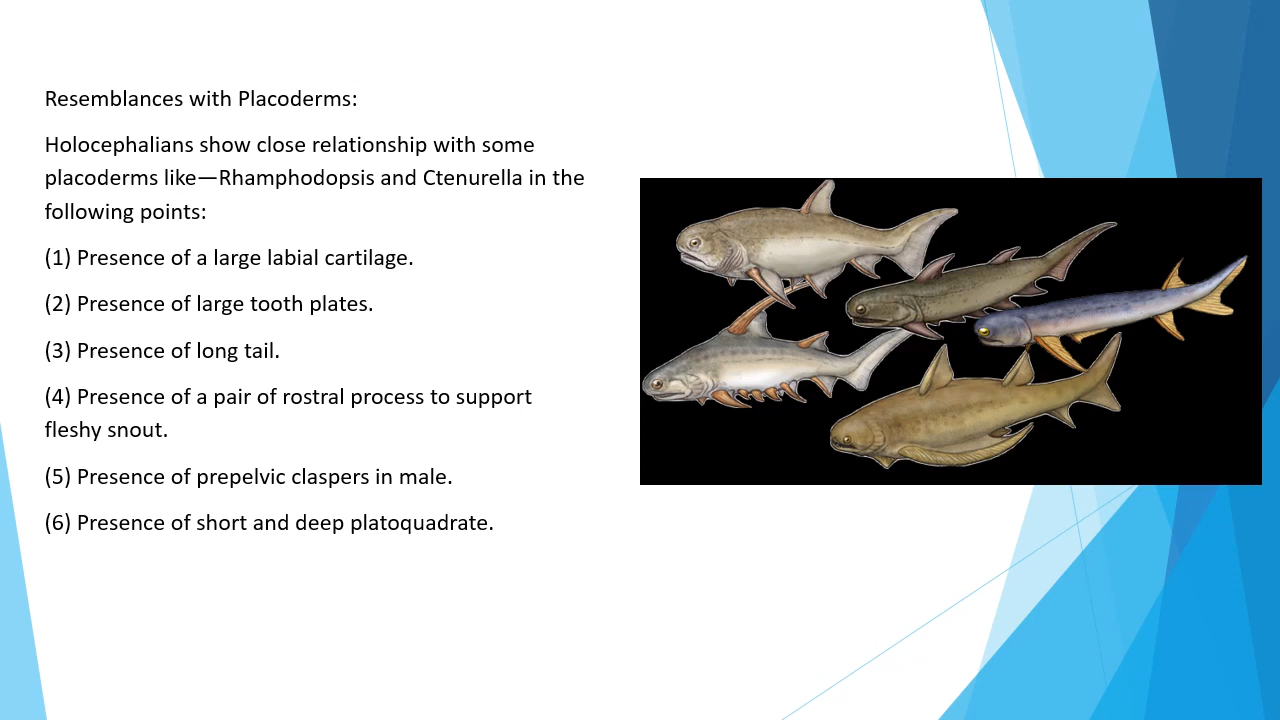 Resemblances with Placoderms:
Holocephalians show close relationship with some
placoderms like—Rhamphodopsis and Ctenurella in the
following points:
(1) Presence of a large labial cartilage.
(2) Presence of large tooth plates.
(3) Presence of long tail.
(4) Presence of a pair of rostral process to support
fleshy snout.
(5) Presence of prepelvic claspers in male.
(6) Presence of short and deep platoquadrate.